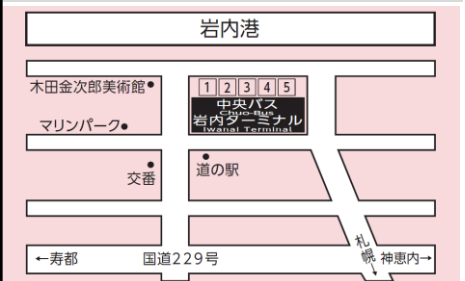 岩内港
木田金次郎美術館
1 2 3 4 5
中央バス
Chuo-Bus
岩内ターミナル
Iwanai Terminal
マリンパーク
交番
道の駅
←寿都 国道229号 札幌→ 神恵内→